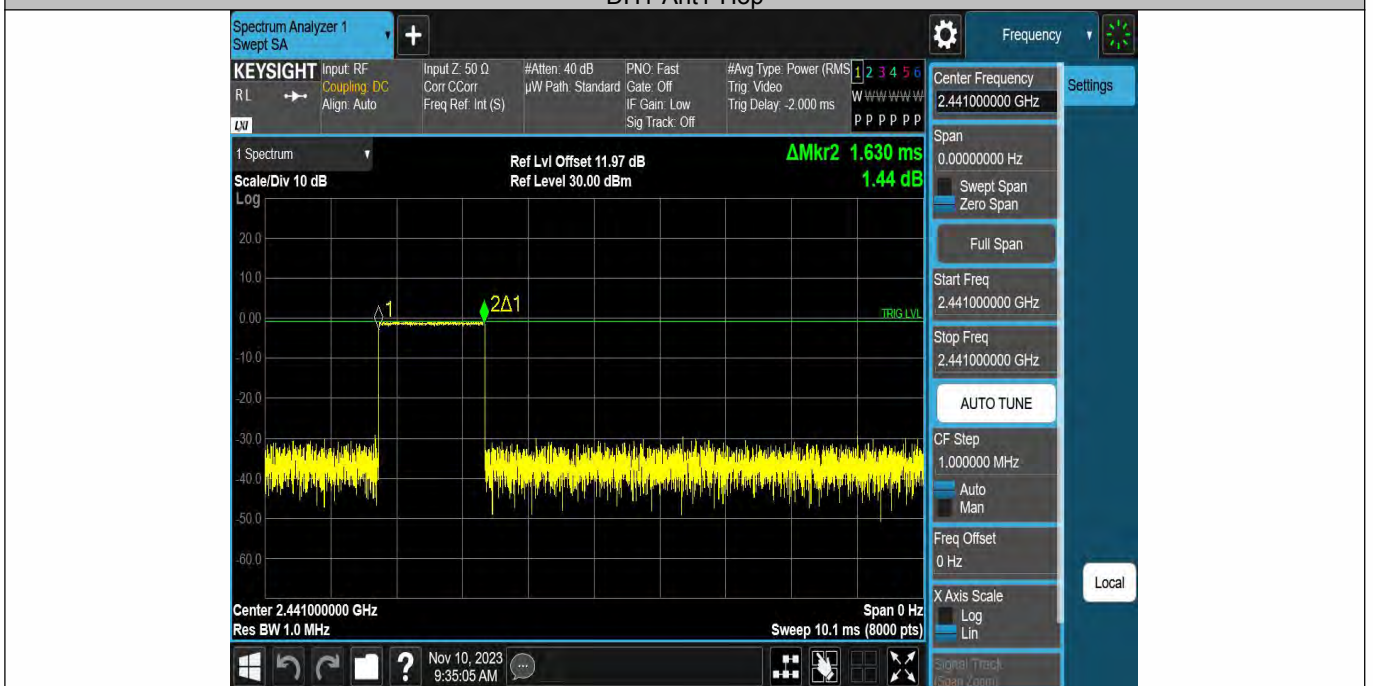 Spectrum Analyzer 1
Swept SA
+
Frequency
KEYSIGHT
RL
LXI
Input: RF
Coupling: DC
Align: Auto
Input Z: 50 Ω
Corr CCorr
Freq Ref: Int (S)
#Atten: 40 dB
µW Path: Standard
PNO: Fast
Gate: Off
IF Gain: Low
Sig Track: Off
#Avg Type: Power (RMS
Trig: Video
Trig Delay: -2.000 ms
1 2 3 4 5 6
W W W W W W
P P P P P P
1 Spectrum
Scale/Div 10 dB
Log
Ref Lvl Offset 11.97 dB
Ref Level 30.00 dBm
ΔMkr2 1.630 ms
1.44 dB
20.0
10.0
0.00
-10.0
-20.0
-30.0
-40.0
-50.0
-60.0
1
2Δ1
TRIG LVL
Center 2.441000000 GHz
Res BW 1.0 MHz
Span 0 Hz
Sweep 10.1 ms (8000 pts)
Nov 10, 2023
9:35:05 AM
?
Center Frequency
2.441000000 GHz
Settings
Span
0.00000000 Hz
Swept Span
Zero Span
Full Span
Start Freq
2.441000000 GHz
Stop Freq
2.441000000 GHz
AUTO TUNE
CF Step
1.000000 MHz
Auto
Man
Freq Offset
0 Hz
X Axis Scale
Log
Lin
Signal Track
(Span Zoom)
Local